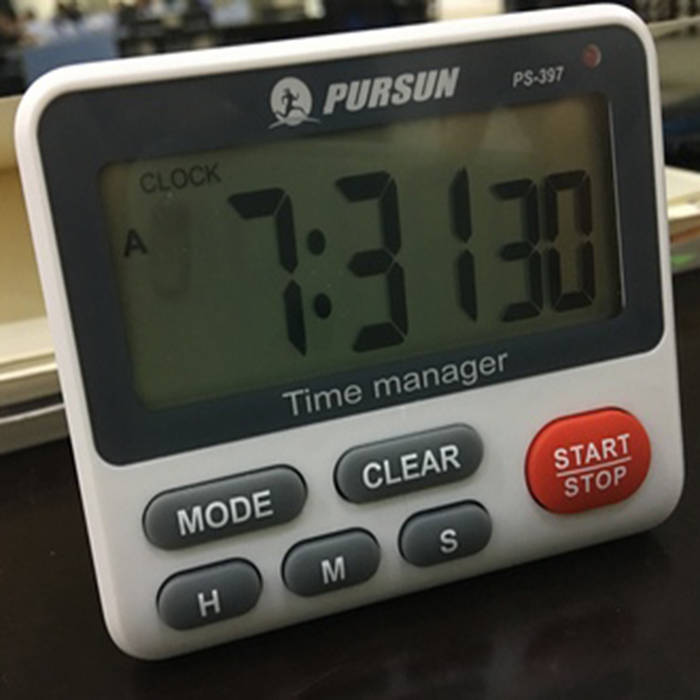 PURSUN PS-397
CLOCK
A 7:31 30
Time manager
MODE CLEAR START
STOP
H M S